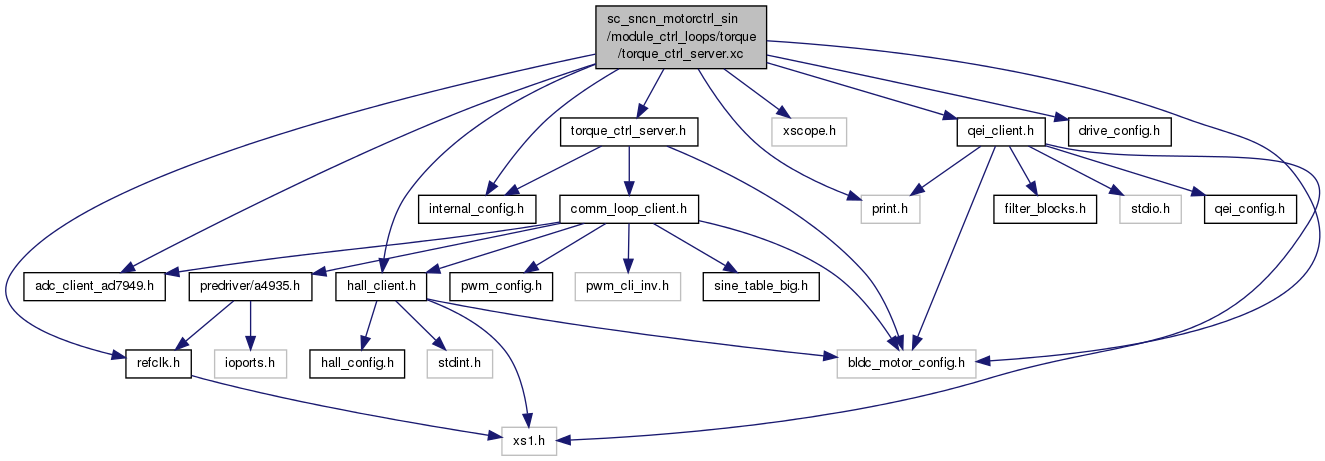 sc_sncn_motorctrl_sin
/module_ctrl_loops/torque
/torque_ctrl_server.xc
torque_ctrl_server.h
xscope.h
qei_client.h
drive_config.h
internal_config.h
comm_loop_client.h
print.h
filter_blocks.h
stdio.h
qei_config.h
adc_client_ad7949.h
predriver/a4935.h
hall_client.h
pwm_config.h
pwm_cli_inv.h
sine_table_big.h
refclk.h
ioports.h
hall_config.h
stdint.h
bldc_motor_config.h
xs1.h